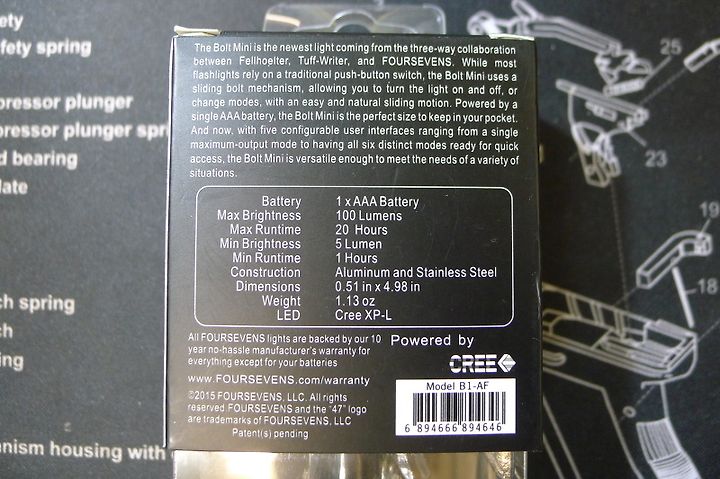 The Bolt Mini is the newest light coming from the three-way collaboration
between Fellhoelter, Tuff-Writer, and FOURSEVENS. While most
flashlights rely on a traditional push-button switch, the Bolt Mini uses a
sliding bolt mechanism, allowing you to turn the light on and off, or
change modes, with an easy and natural sliding motion. Powered by a
single AAA battery, the Bolt Mini is the perfect size to keep in your pocket.
And now, with five configurable user interfaces ranging from a single
maximum-output mode to having all six distinct modes ready for quick
access, the Bolt Mini is versatile enough to meet the needs of a variety of
situations.
Battery 1 x AAA Battery
Max Brightness 100 Lumens
Max Runtime 20 Hours
Min Brightness 5 Lumen
Min Runtime 1 Hours
Construction Aluminum and Stainless Steel
Dimensions 0.51 in x 4.98 in
Weight 1.13 oz
LED Cree XP-L
All FOURSEVENS lights are backed by our 10
year no-hassle manufacturer's warranty for
everything except for your batteries
www.FOURSEVENS.com/warranty
©2015 FOURSEVENS, LLC. All rights
reserved FOURSEVENS and the "47" logo
are trademarks of FOURSEVENS, LLC
Patent(s) pending
Powered by
CREE
Model B1-AF
6 894666 894646
ety
fety spring
pressor plunger
pressor plunger spri
d bearing
late
ch spring
ch
ing
anism housing with
25
23
19
18